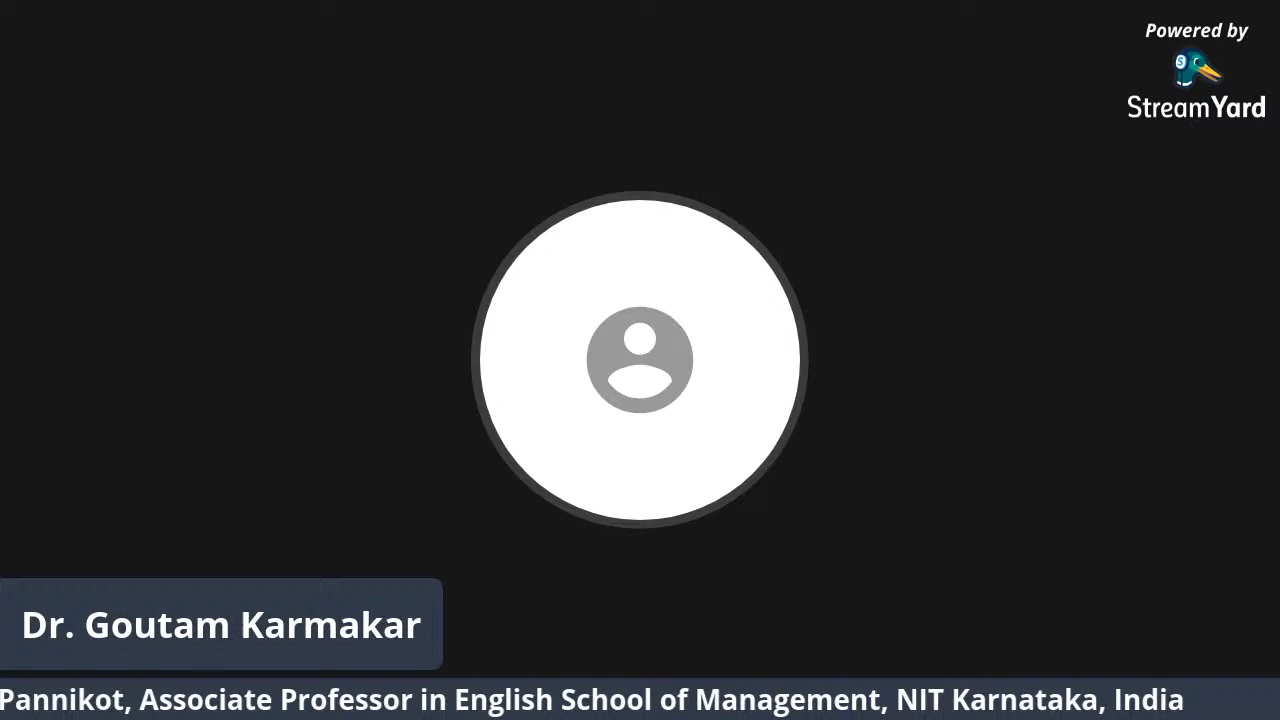 Powered by
StreamYard
Dr. Goutam Karmakar
Pannikot, Associate Professor in English School of Management, NIT Karnataka, India